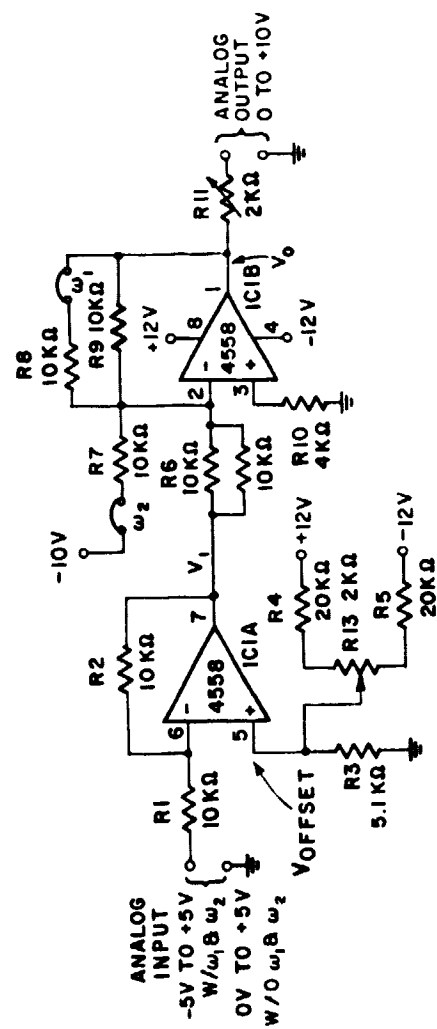 ANALOG
INPUT
-5V TO +5V
W/ω1 & ω2
0V TO +5V
W/O ω1 & ω2
R1
10KΩ
R2
10KΩ
6
-
5
+
4558
7
IC1A
VOFFSET
R3
5.1KΩ
R4
20KΩ
+12V
R13 2KΩ
R5
20KΩ
-12V
V1
-10V
ω2
R7
10KΩ
R6
10KΩ
10KΩ
R8
10KΩ
ω1
R9 10KΩ
2
-
3
+
4558
+12V
8
1
4
-12V
IC1B
R10
4KΩ
VO
R11
2KΩ
ANALOG
OUTPUT
0 TO +10V